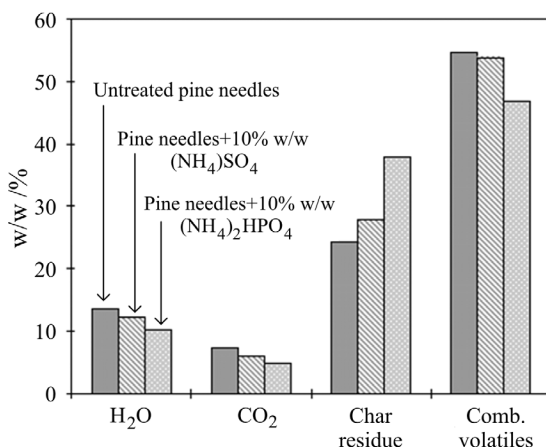 60
50
40
30
20
10
0
w/w /%
Untreated pine needles
Pine needles+10% w/w
(NH₄)SO₄
Pine needles+10% w/w
(NH₄)₂HPO₄
H₂O
CO₂
Char
residue
Comb.
volatiles